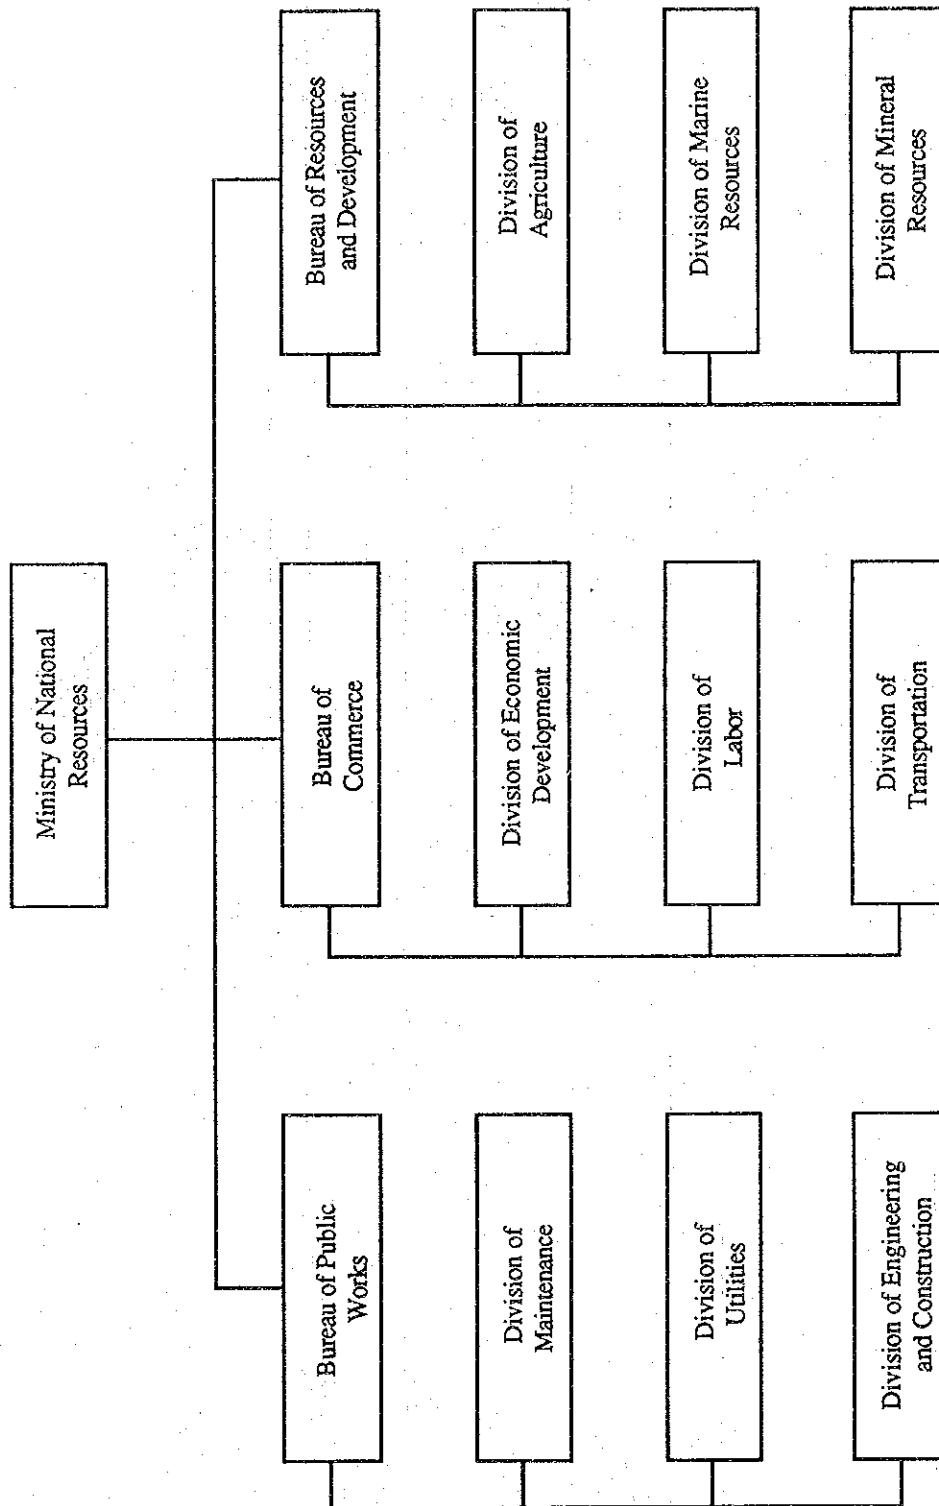 Ministry of National
Resources
Bureau of Public
Works
Bureau of
Commerce
Bureau of Resources
and Development
Division of
Maintenance
Division of Economic
Development
Division of
Agriculture
Division of
Utilities
Division of
Labor
Division of Marine
Resources
Division of Engineering
and Construction
Division of
Transportation
Division of Mineral
Resources